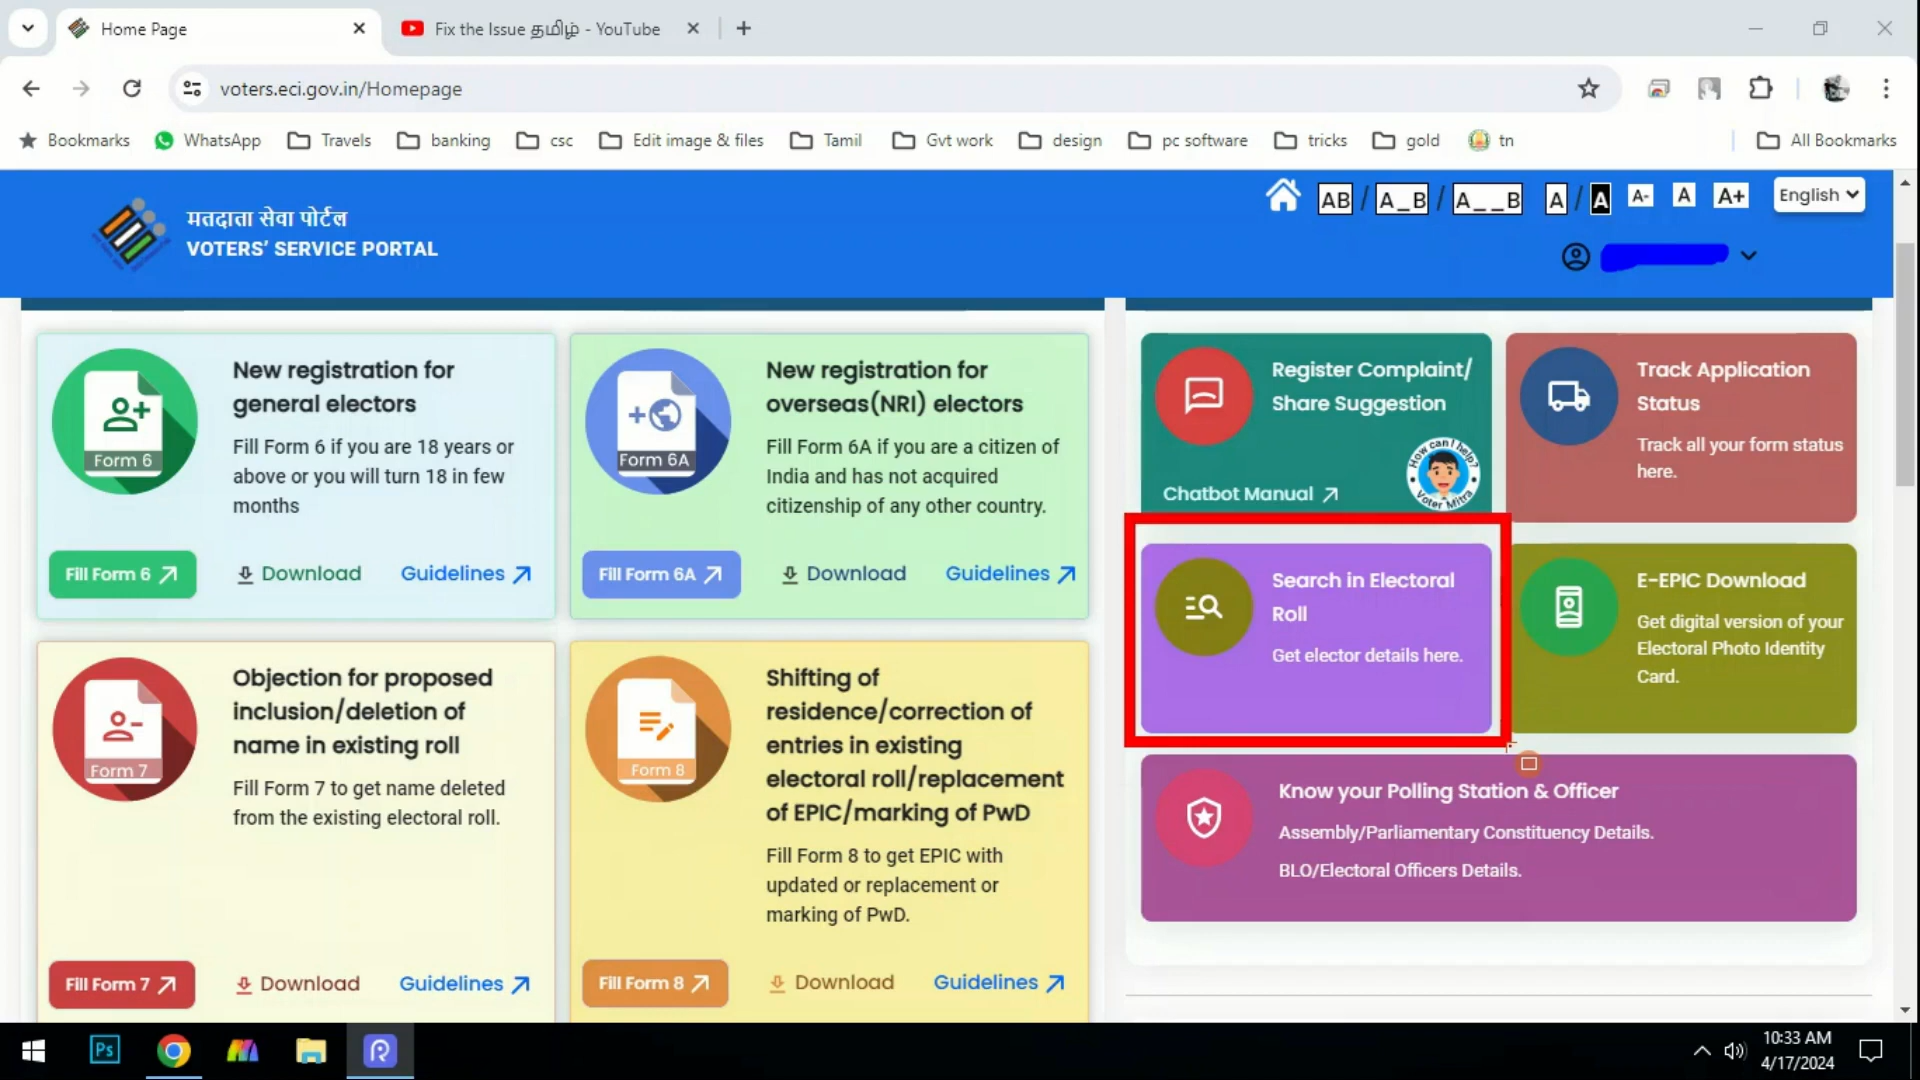 Home Page
Fix the Issue தமிழ் - YouTube
voters.eci.gov.in/Homepage
Bookmarks
WhatsApp
Travels
banking
csc
Edit image & files
Tamil
Gvt work
design
pc software
tricks
gold
tn
All Bookmarks
मतदाता सेवा पोर्टल
VOTERS' SERVICE PORTAL
AB / A_B / A__B A / A A- A A+
English
New registration for
general electors
Fill Form 6 if you are 18 years or
above or you will turn 18 in few
months
Form 6
Fill Form 6
Download
Guidelines
New registration for
overseas(NRI) electors
Fill Form 6A if you are a citizen of
India and has not acquired
citizenship of any other country.
Form 6A
Fill Form 6A
Download
Guidelines
Objection for proposed
inclusion/deletion of
name in existing roll
Fill Form 7 to get name deleted
from the existing electoral roll.
Form 7
Fill Form 7
Download
Guidelines
Shifting of
residence/correction of
entries in existing
electoral roll/replacement
of EPIC/marking of PwD
Fill Form 8 to get EPIC with
updated or replacement or
marking of PwD.
Form 8
Fill Form 8
Download
Guidelines
Register Complaint/
Share Suggestion
Chatbot Manual
How can I help?
Voter Mitra
Track Application
Status
Track all your form status
here.
Search in Electoral
Roll
Get elector details here.
E-EPIC Download
Get digital version of your
Electoral Photo Identity
Card.
Know your Polling Station & Officer
Assembly/Parliamentary Constituency Details.
BLO/Electoral Officers Details.
Ps
10:33 AM
4/17/2024